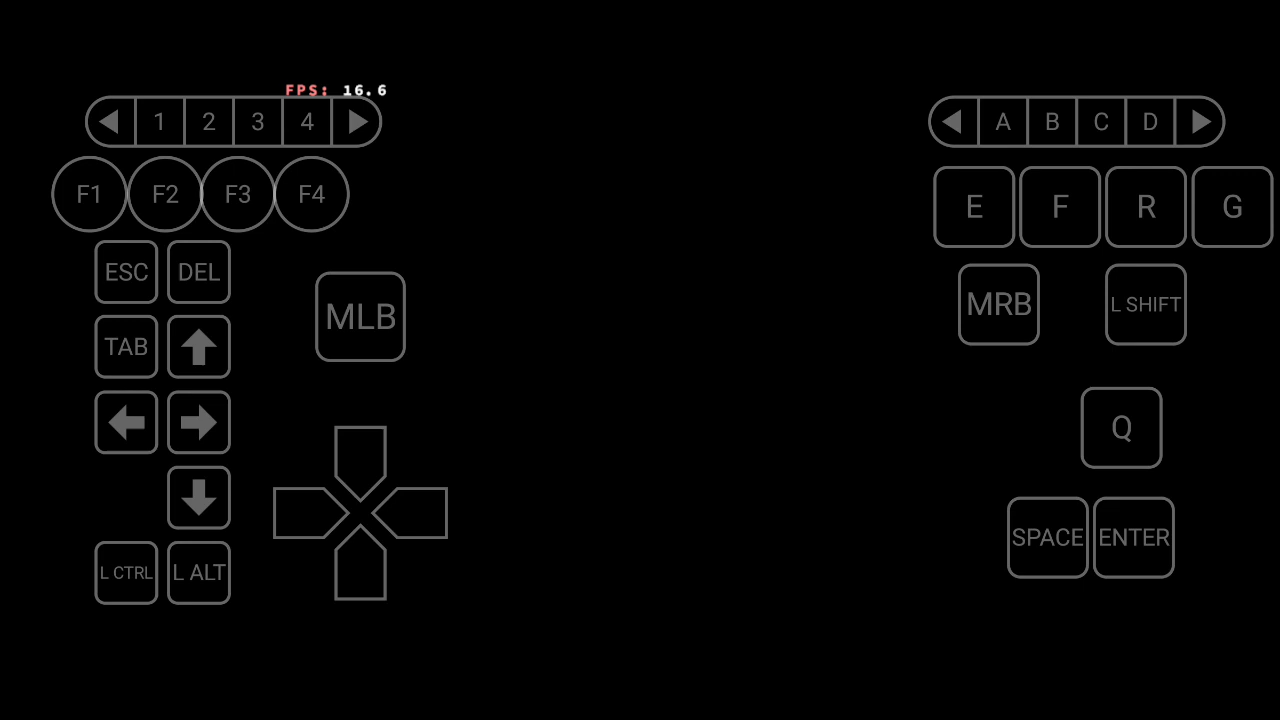 FPS: 16.6
1 2 3 4
A B C D
F1 F2 F3 F4
E F R G
ESC DEL
MLB
MRB L SHIFT
TAB
Q
SPACE ENTER
L CTRL L ALT